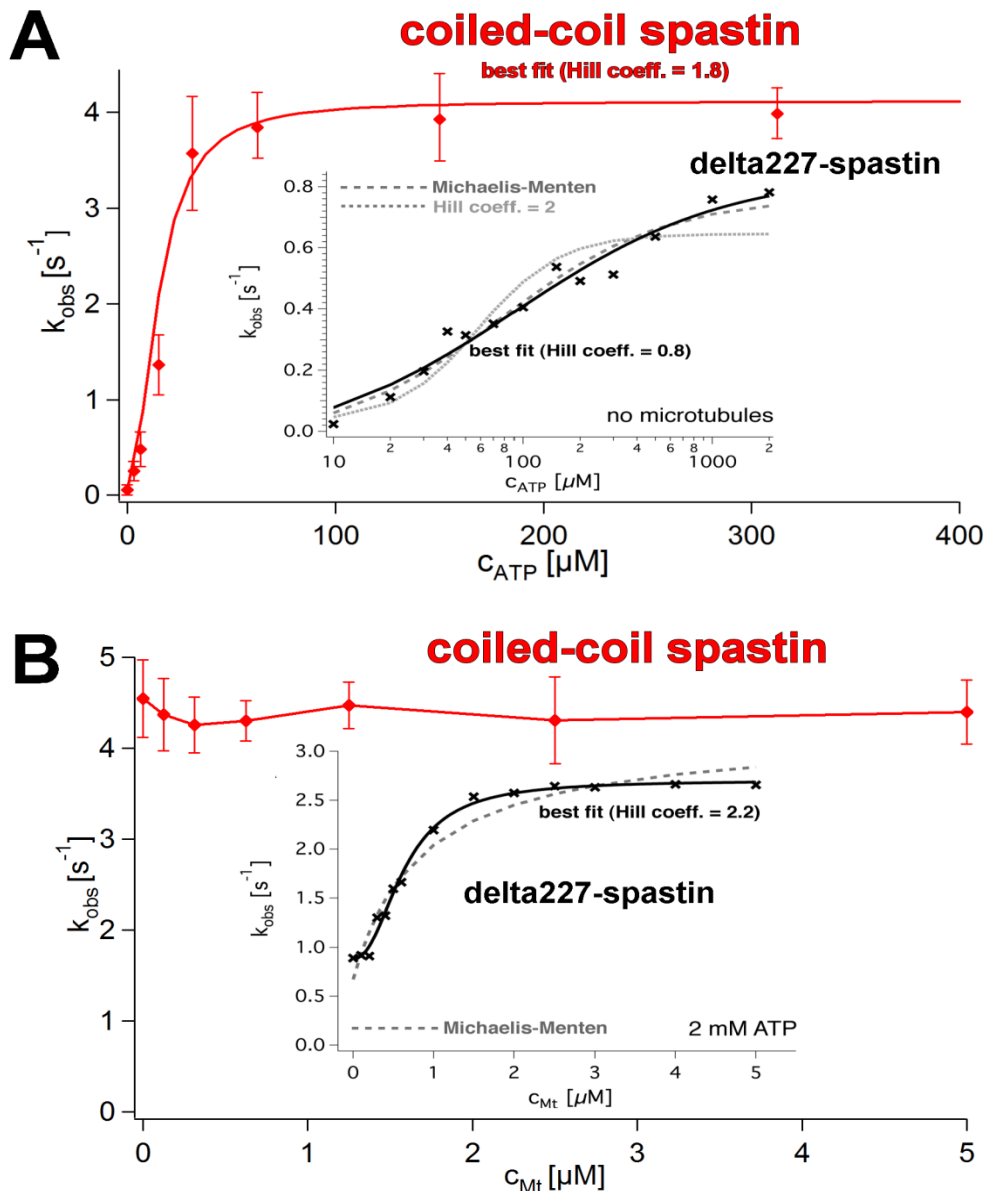 A
coiled-coil spastin
best fit (Hill coeff. = 1.8)
4
3
2
1
0
k_obs [s^-1]
delta227-spastin
Michaelis-Menten
Hill coeff. = 2
0.8
0.6
0.4
0.2
0.0
k_obs [s^-1]
best fit (Hill coeff. = 0.8)
no microtubules
10 2 4 6 8 100 2 4 6 8 1000 2
c_ATP [µM]
0 100 200 300 400
c_ATP [µM]
B
coiled-coil spastin
5
4
3
2
1
0
k_obs [s^-1]
3.0
2.5
2.0
1.5
1.0
0.5
0.0
k_obs [s^-1]
best fit (Hill coeff. = 2.2)
delta227-spastin
Michaelis-Menten
2 mM ATP
0 1 2 3 4 5
c_Mt [µM]
0 1 2 3 4 5
c_Mt [µM]